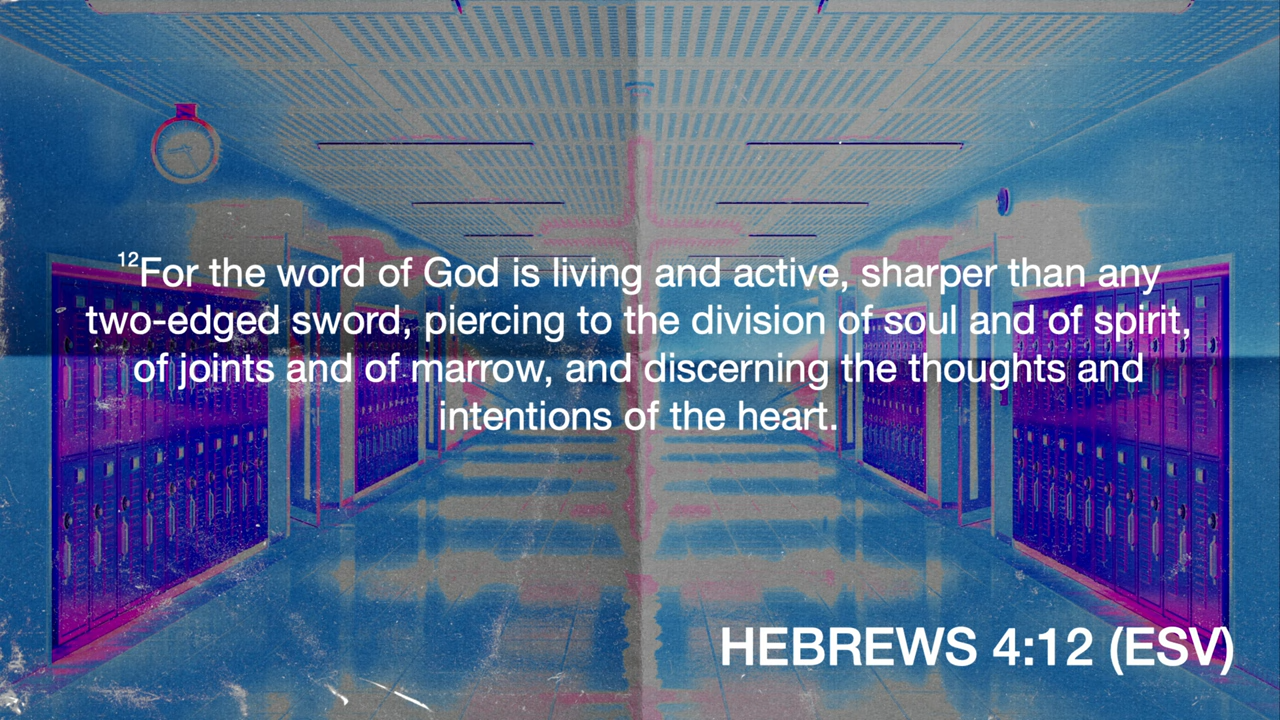 12For the word of God is living and active, sharper than any
two-edged sword, piercing to the division of soul and of spirit,
of joints and of marrow, and discerning the thoughts and
intentions of the heart.
HEBREWS 4:12 (ESV)